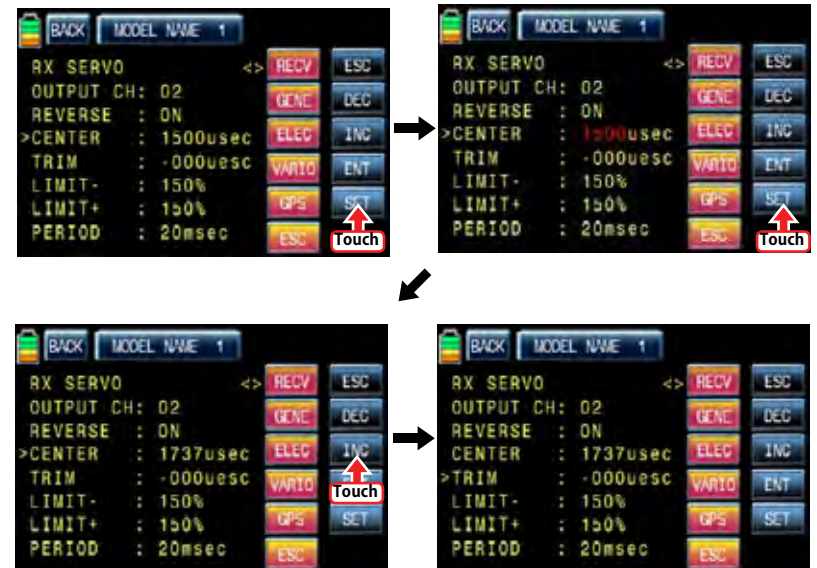 BACK MODEL NAME 1
RX SERVO <>
OUTPUT CH: 02
REVERSE : ON
>CENTER : 1500usec
TRIM : -000uesc
LIMIT- : 150%
LIMIT+ : 150%
PERIOD : 20msec
RECV ESC
GENE DEC
ELEC INC
VARIO ENT
GPS SET
ESC Touch
BACK MODEL NAME 1
RX SERVO <>
OUTPUT CH: 02
REVERSE : ON
>CENTER : 1500usec
TRIM : -000uesc
LIMIT- : 150%
LIMIT+ : 150%
PERIOD : 20msec
RECV ESC
GENE DEC
ELEC INC
VARIO ENT
GPS SET
ESC Touch
BACK MODEL NAME 1
RX SERVO <>
OUTPUT CH: 02
REVERSE : ON
>CENTER : 1737usec
TRIM : -000uesc
LIMIT- : 150%
LIMIT+ : 150%
PERIOD : 20msec
RECV ESC
GENE DEC
ELEC INC
VARIO Touch
GPS SET
ESC
BACK MODEL NAME 1
RX SERVO <>
OUTPUT CH: 02
REVERSE : ON
CENTER : 1737usec
>TRIM : -000uesc
LIMIT- : 150%
LIMIT+ : 150%
PERIOD : 20msec
RECV ESC
GENE DEC
ELEC INC
VARIO ENT
GPS SET
ESC